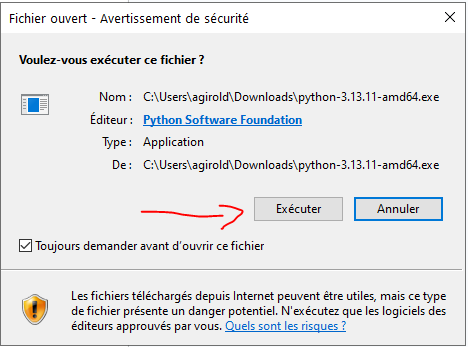 Fichier ouvert - Avertissement de sécurité
Voulez-vous exécuter ce fichier ?
Nom : C:\Users\agirold\Downloads\python-3.13.11-amd64.exe
Éditeur : Python Software Foundation
Type : Application
De : C:\Users\agirold\Downloads\python-3.13.11-amd64.exe
Exécuter Annuler
Toujours demander avant d'ouvrir ce fichier
Les fichiers téléchargés depuis Internet peuvent être utiles, mais ce type
de fichier présente un danger potentiel. N'exécutez que les logiciels des
éditeurs approuvés par vous. Quels sont les risques ?